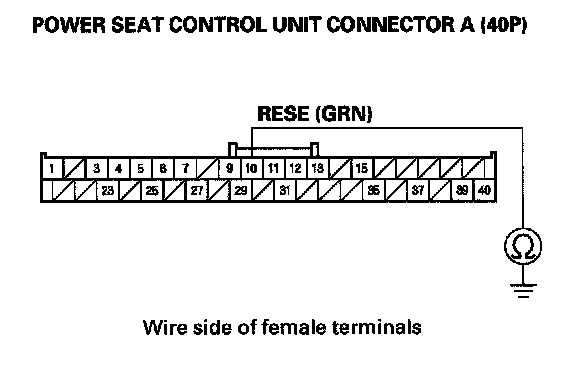 POWER SEAT CONTROL UNIT CONNECTOR A (40P)
RESE (GRN)
1 3 4 5 6 7 9 10 11 12 13 15
23 25 27 29 31 35 37 39 40
Ω
Wire side of female terminals